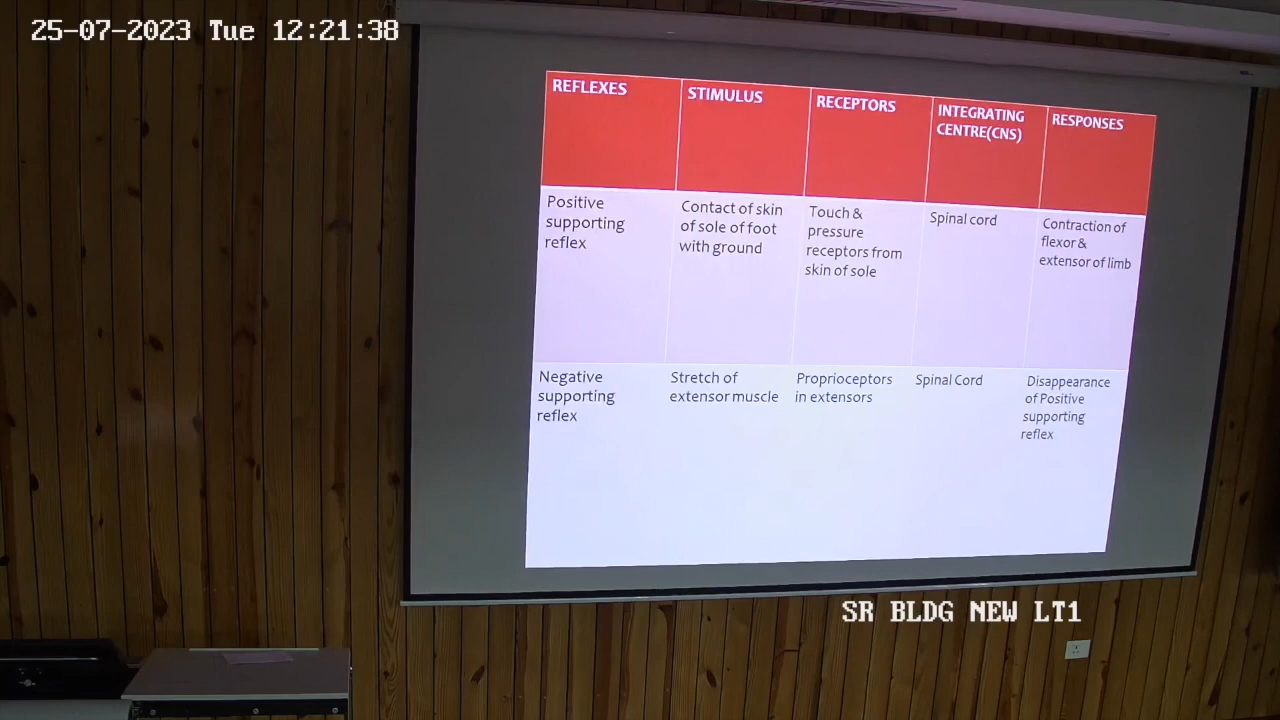 25-07-2023 Tue 12:21:38
REFLEXES
STIMULUS
RECEPTORS
INTEGRATING
CENTRE(CNS)
RESPONSES
Positive
supporting
reflex
Contact of skin
of sole of foot
with ground
Touch &
pressure
receptors from
skin of sole
Spinal cord
Contraction of
flexor &
extensor of limb
Negative
supporting
reflex
Stretch of
extensor muscle
Proprioceptors
in extensors
Spinal Cord
Disappearance
of Positive
supporting
reflex
SR BLDG NEW LT1